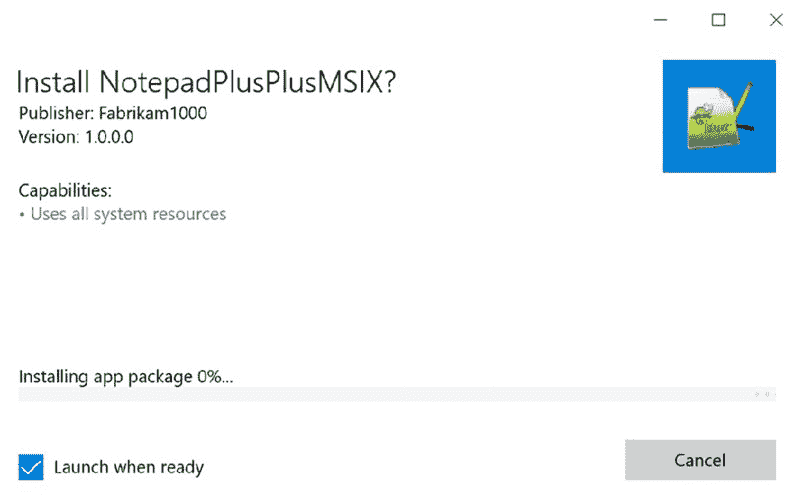 Install NotepadPlusPlusMSIX?
Publisher: Fabrikam1000
Version: 1.0.0.0
Capabilities:
• Uses all system resources
Installing app package 0%...
Launch when ready
Cancel